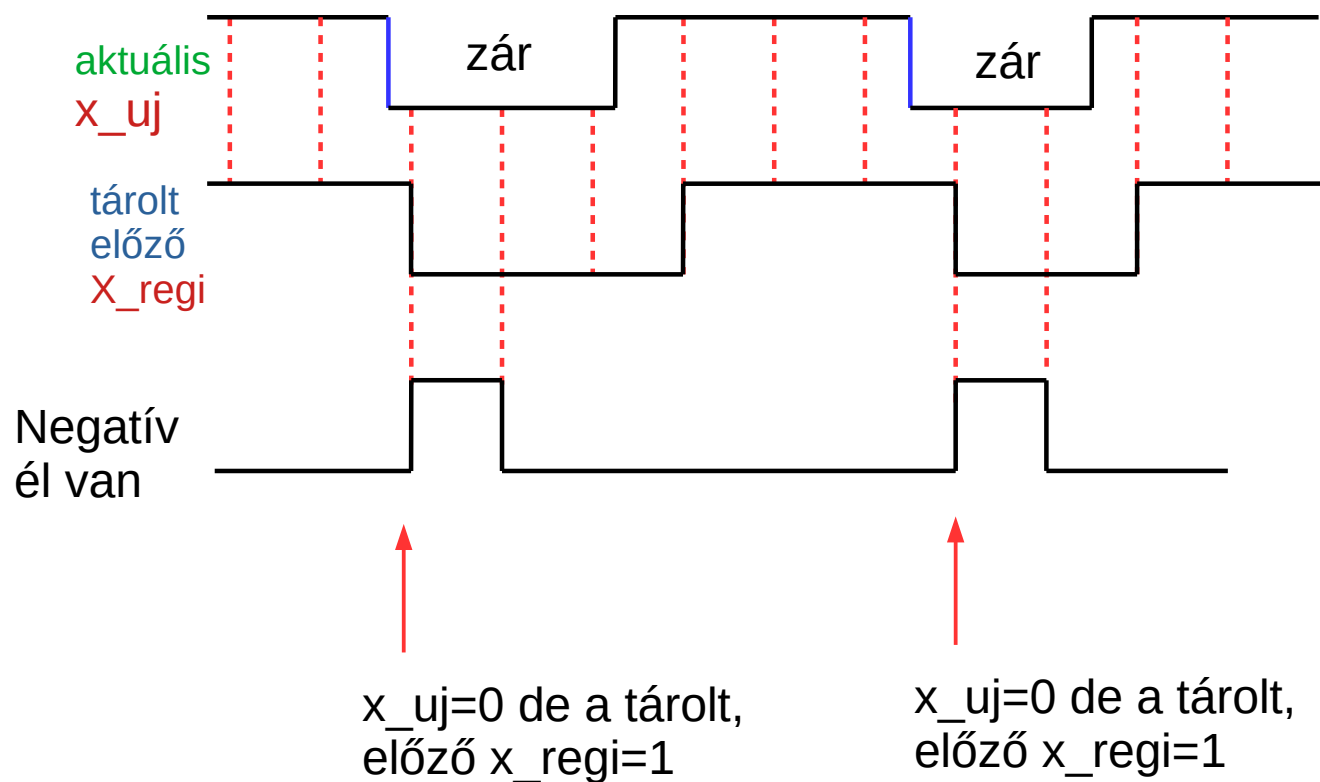 aktuális
x_uj
zár
zár
tárolt
előző
X_regi
Negatív
él van
x_uj=0 de a tárolt,
előző x_regi=1
x_uj=0 de a tárolt,
előző x_regi=1